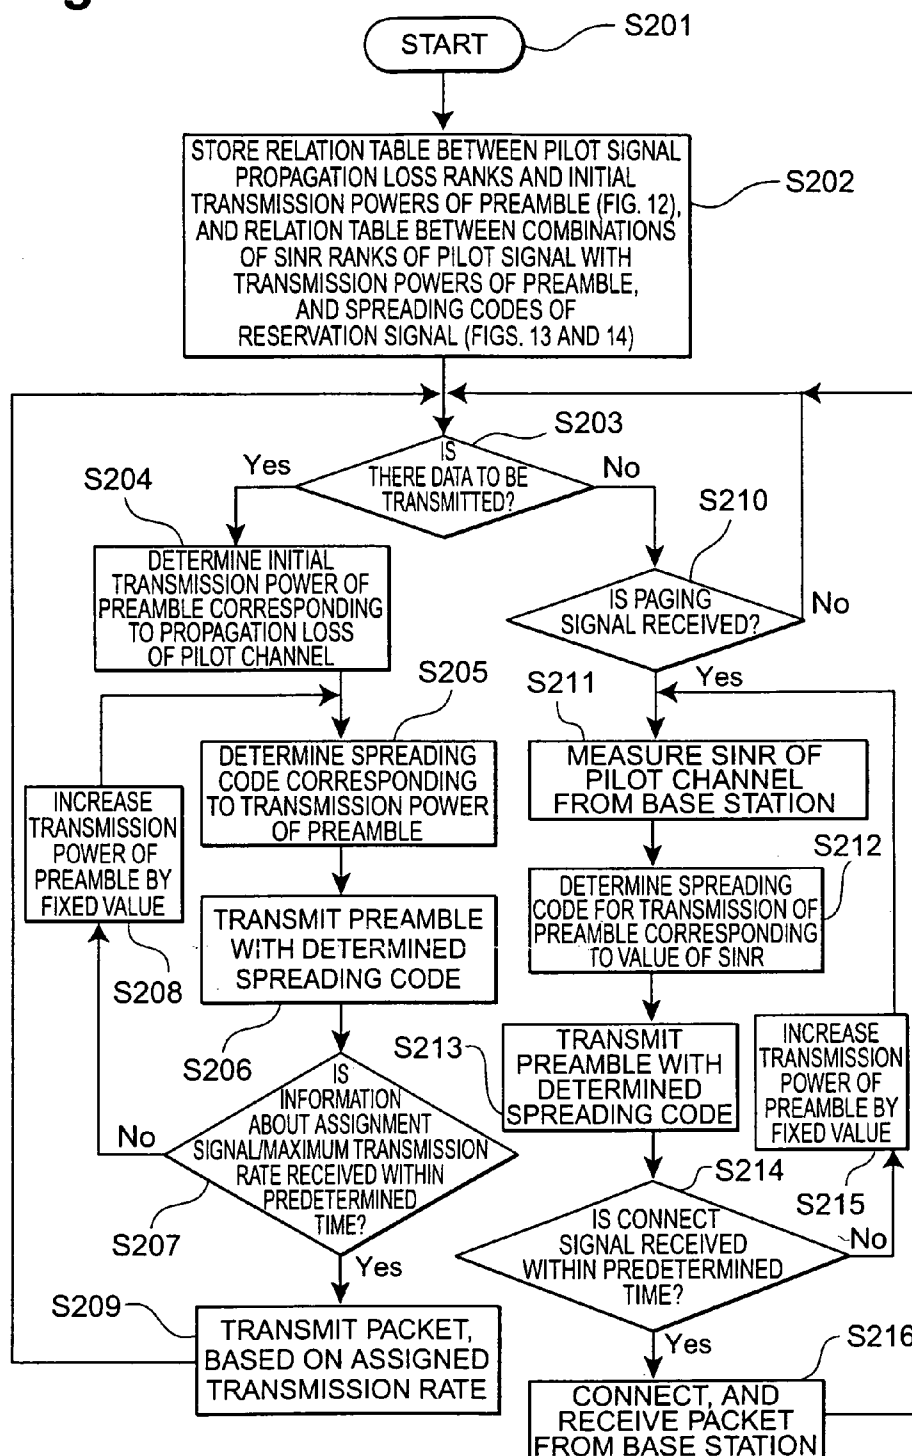 START
S201
STORE RELATION TABLE BETWEEN PILOT SIGNAL
PROPAGATION LOSS RANKS AND INITIAL
TRANSMISSION POWERS OF PREAMBLE (FIG. 12),
AND RELATION TABLE BETWEEN COMBINATIONS
OF SINR RANKS OF PILOT SIGNAL WITH
TRANSMISSION POWERS OF PREAMBLE,
AND SPREADING CODES OF
RESERVATION SIGNAL (FIGS. 13 AND 14)
S202
S203
IS
THERE DATA TO BE
TRANSMITTED?
Yes
No
S204
DETERMINE INITIAL
TRANSMISSION POWER OF
PREAMBLE CORRESPONDING
TO PROPAGATION LOSS
OF PILOT CHANNEL
S210
IS PAGING
SIGNAL RECEIVED?
No
Yes
S205
DETERMINE SPREADING
CODE CORRESPONDING
TO TRANSMISSION POWER
OF PREAMBLE
S211
MEASURE SINR OF
PILOT CHANNEL
FROM BASE STATION
INCREASE
TRANSMISSION
POWER OF
PREAMBLE BY
FIXED VALUE
S208
TRANSMIT PREAMBLE
WITH DETERMINED
SPREADING CODE
S206
S212
DETERMINE SPREADING
CODE FOR TRANSMISSION OF
PREAMBLE CORRESPONDING
TO VALUE OF SINR
S213
TRANSMIT
PREAMBLE WITH
DETERMINED
SPREADING CODE
INCREASE
TRANSMISSION
POWER OF
PREAMBLE BY
FIXED VALUE
S215
IS
INFORMATION
ABOUT ASSIGNMENT
SIGNAL/MAXIMUM TRANSMISSION
RATE RECEIVED WITHIN
PREDETERMINED
TIME?
No
S207
Yes
S214
IS CONNECT
SIGNAL RECEIVED
WITHIN PREDETERMINED
TIME?
No
Yes
S209
TRANSMIT PACKET,
BASED ON ASSIGNED
TRANSMISSION RATE
S216
CONNECT, AND
RECEIVE PACKET
FROM BASE STATION